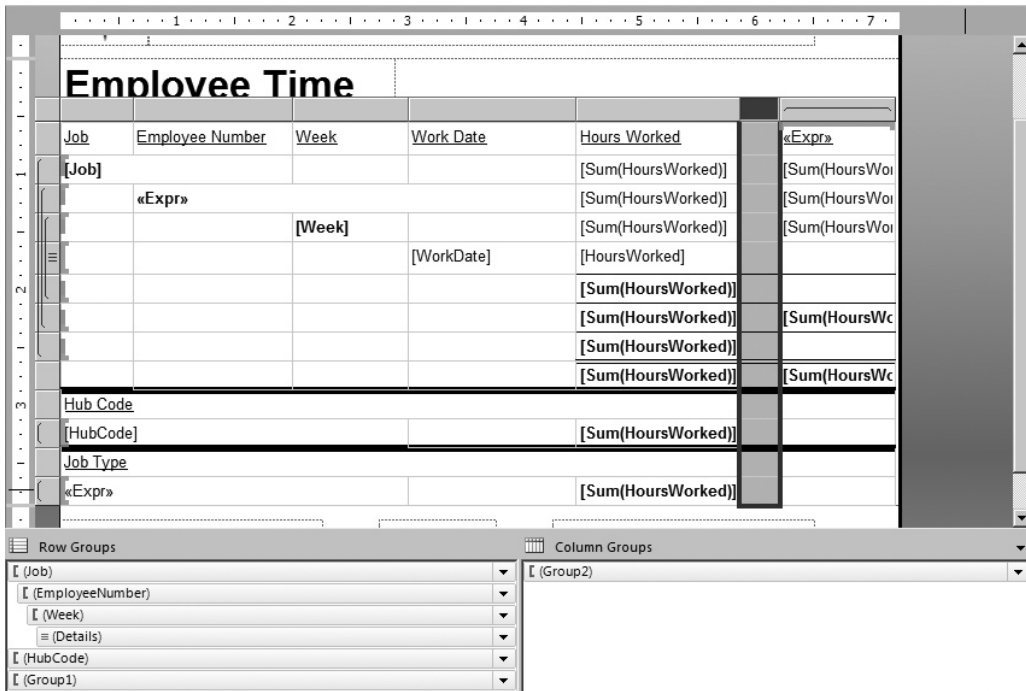 1 2 3 4 5 6 7
Employee Time
Job Employee Number Week Work Date Hours Worked «Expr»
[Job] [Sum(HoursWorked)] [Sum(HoursWo
«Expr» [Sum(HoursWorked)] [Sum(HoursWo
[Week] [Sum(HoursWorked)] [Sum(HoursWo
[WorkDate] [HoursWorked]
[Sum(HoursWorked)]
[Sum(HoursWorked)] [Sum(HoursWc
[Sum(HoursWorked)]
[Sum(HoursWorked)] [Sum(HoursWc
Hub Code
[HubCode] [Sum(HoursWorked)]
Job Type
«Expr» [Sum(HoursWorked)]
1
2
3
Row Groups Column Groups
(Job) (Group2)
(EmployeeNumber)
(Week)
(Details)
(HubCode)
(Group1)